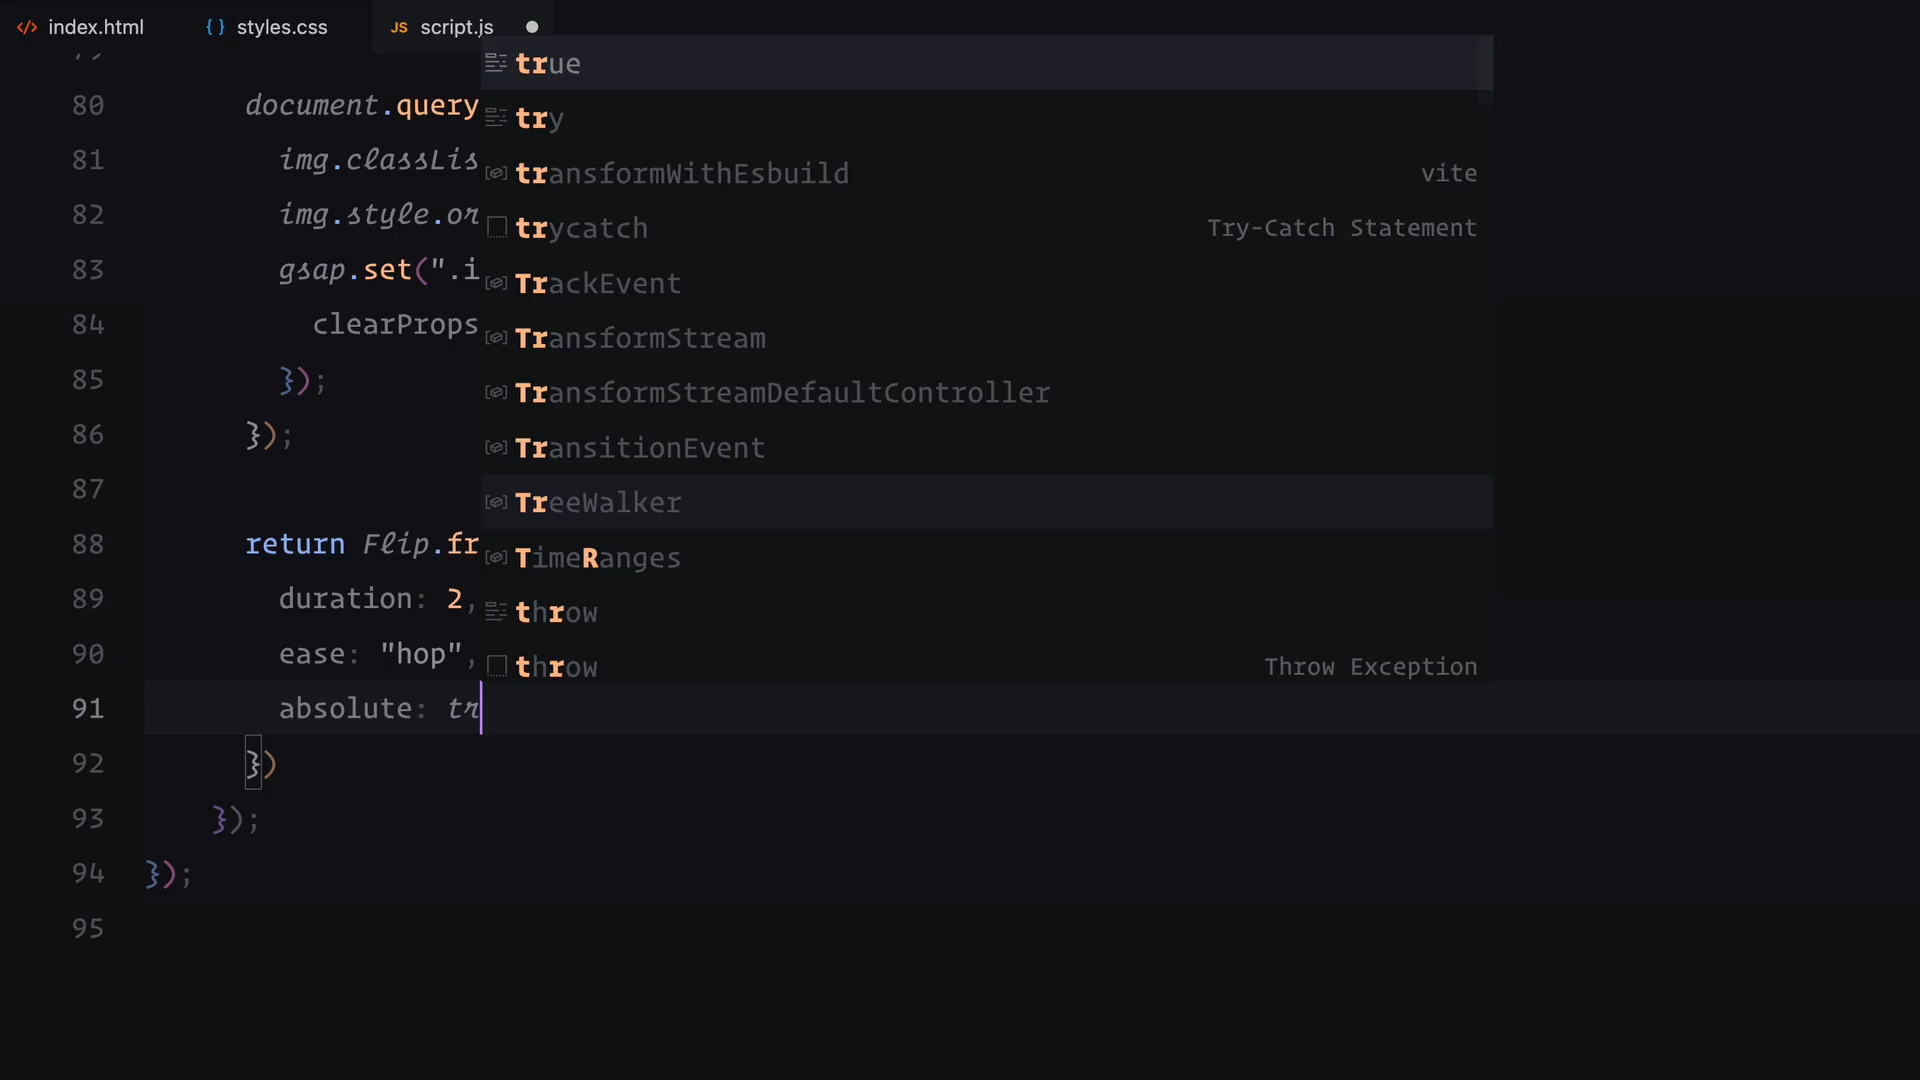 index.html
styles.css
JS script.js
80 document.query
81 img.classLis
82 img.style.or
83 gsap.set(".i
84 clearProps
85 });
86 });
87
88 return Flip.fr
89 duration: 2,
90 ease: "hop",
91 absolute: tr
92 })
93 });
94 });
95
true
try
transformWithEsbuild vite
trycatch Try-Catch Statement
TrackEvent
TransformStream
TransformStreamDefaultController
TransitionEvent
TreeWalker
TimeRanges
throw
throw Throw Exception